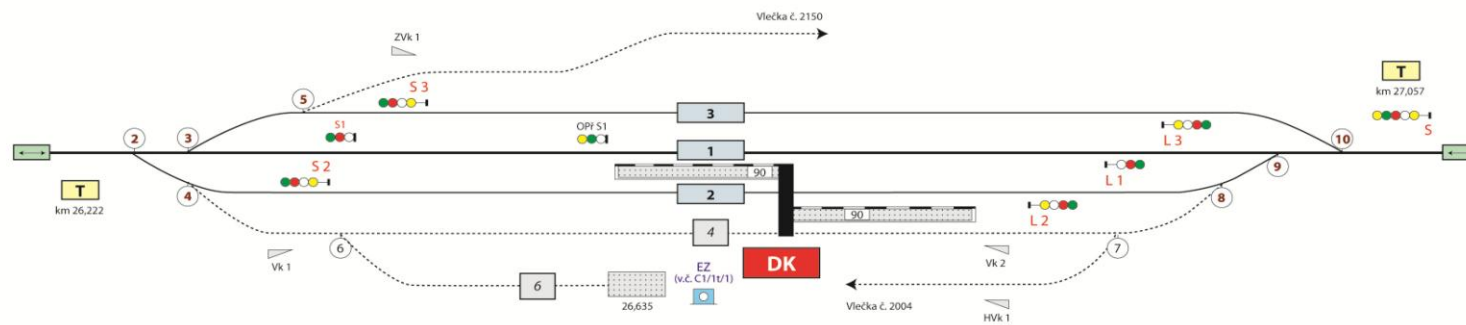 Vlečka č. 2150
ZVk 1
T
km 27,057
S 3
5
3
S
S1
OPř S1
L 3
2
3
1
10
S 2
L 1
9
T
km 26,222
4
90
2
90
L 2
8
4
6
7
Vk 1
Vk 2
DK
EZ
(v.č. C1/1t/1)
6
26,635
Vlečka č. 2004
HVk 1